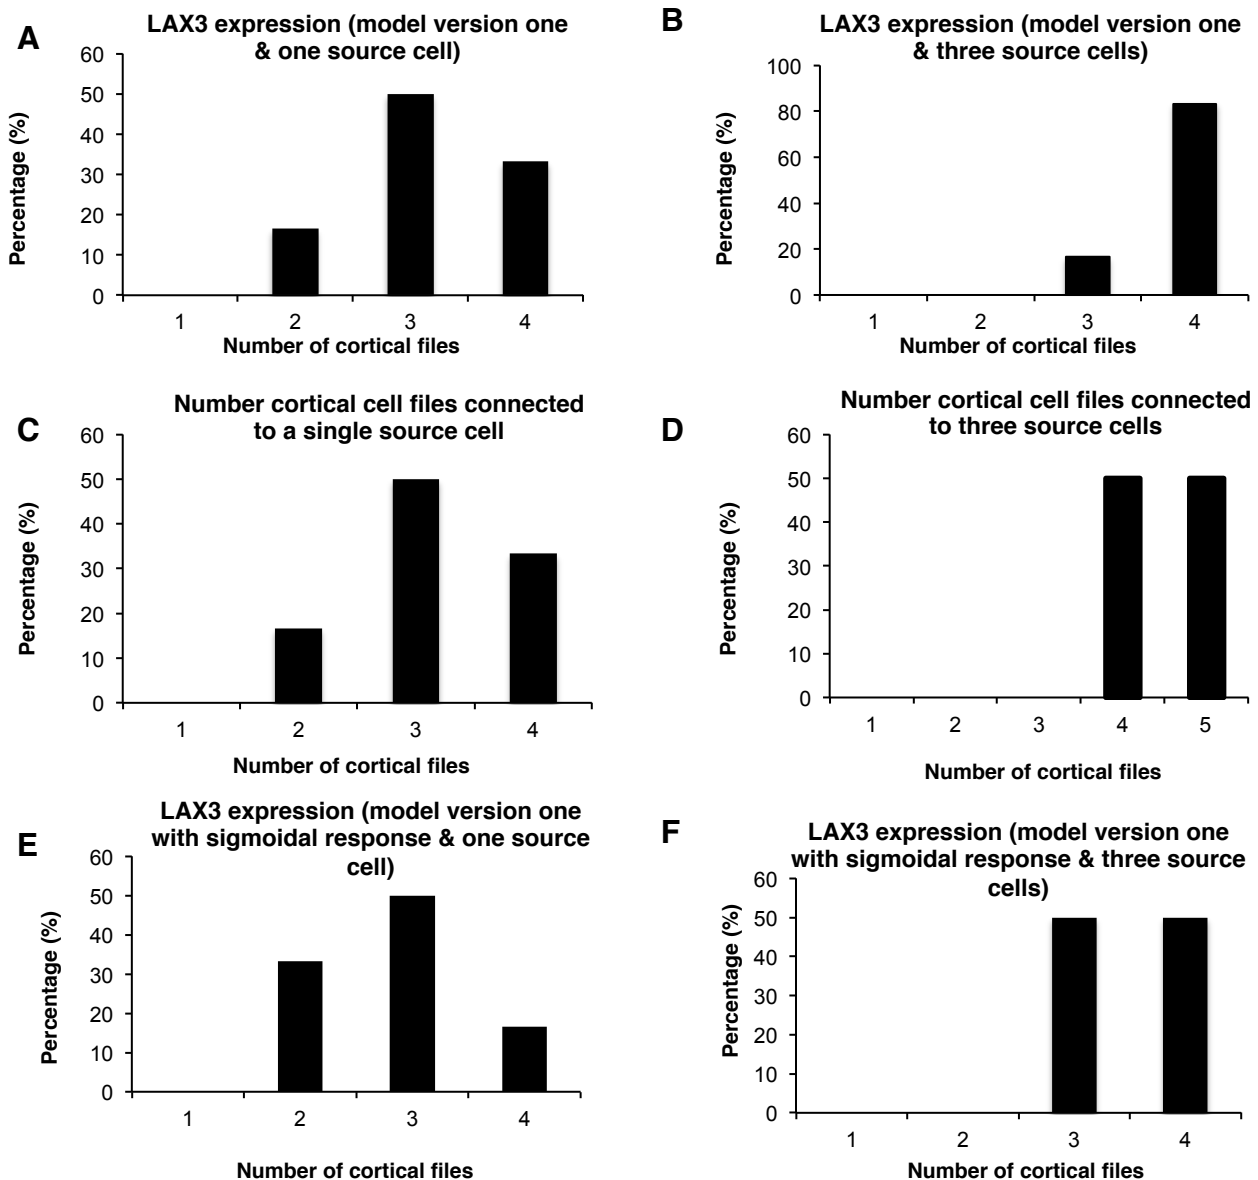 A
LAX3 expression (model version one
& one source cell)
60
50
40
30
20
10
0
Percentage (%)
1 2 3 4
Number of cortical files
B
LAX3 expression (model version one
& three source cells)
100
80
60
40
20
0
Percentage (%)
1 2 3 4
Number of cortical files
C
Number cortical cell files connected
to a single source cell
60
50
40
30
20
10
0
Percentage (%)
1 2 3 4
Number of cortical files
D
Number cortical cell files connected
to three source cells
60
50
40
30
20
10
0
Percentage (%)
1 2 3 4 5
Number of cortical files
E
LAX3 expression (model version one
with sigmoidal response & one source
cell)
60
50
40
30
20
10
0
Percentage (%)
1 2 3 4
Number of cortical files
F
LAX3 expression (model version one
with sigmoidal response & three source
cells)
60
50
40
30
20
10
0
Percentage (%)
1 2 3 4
Number of cortical files